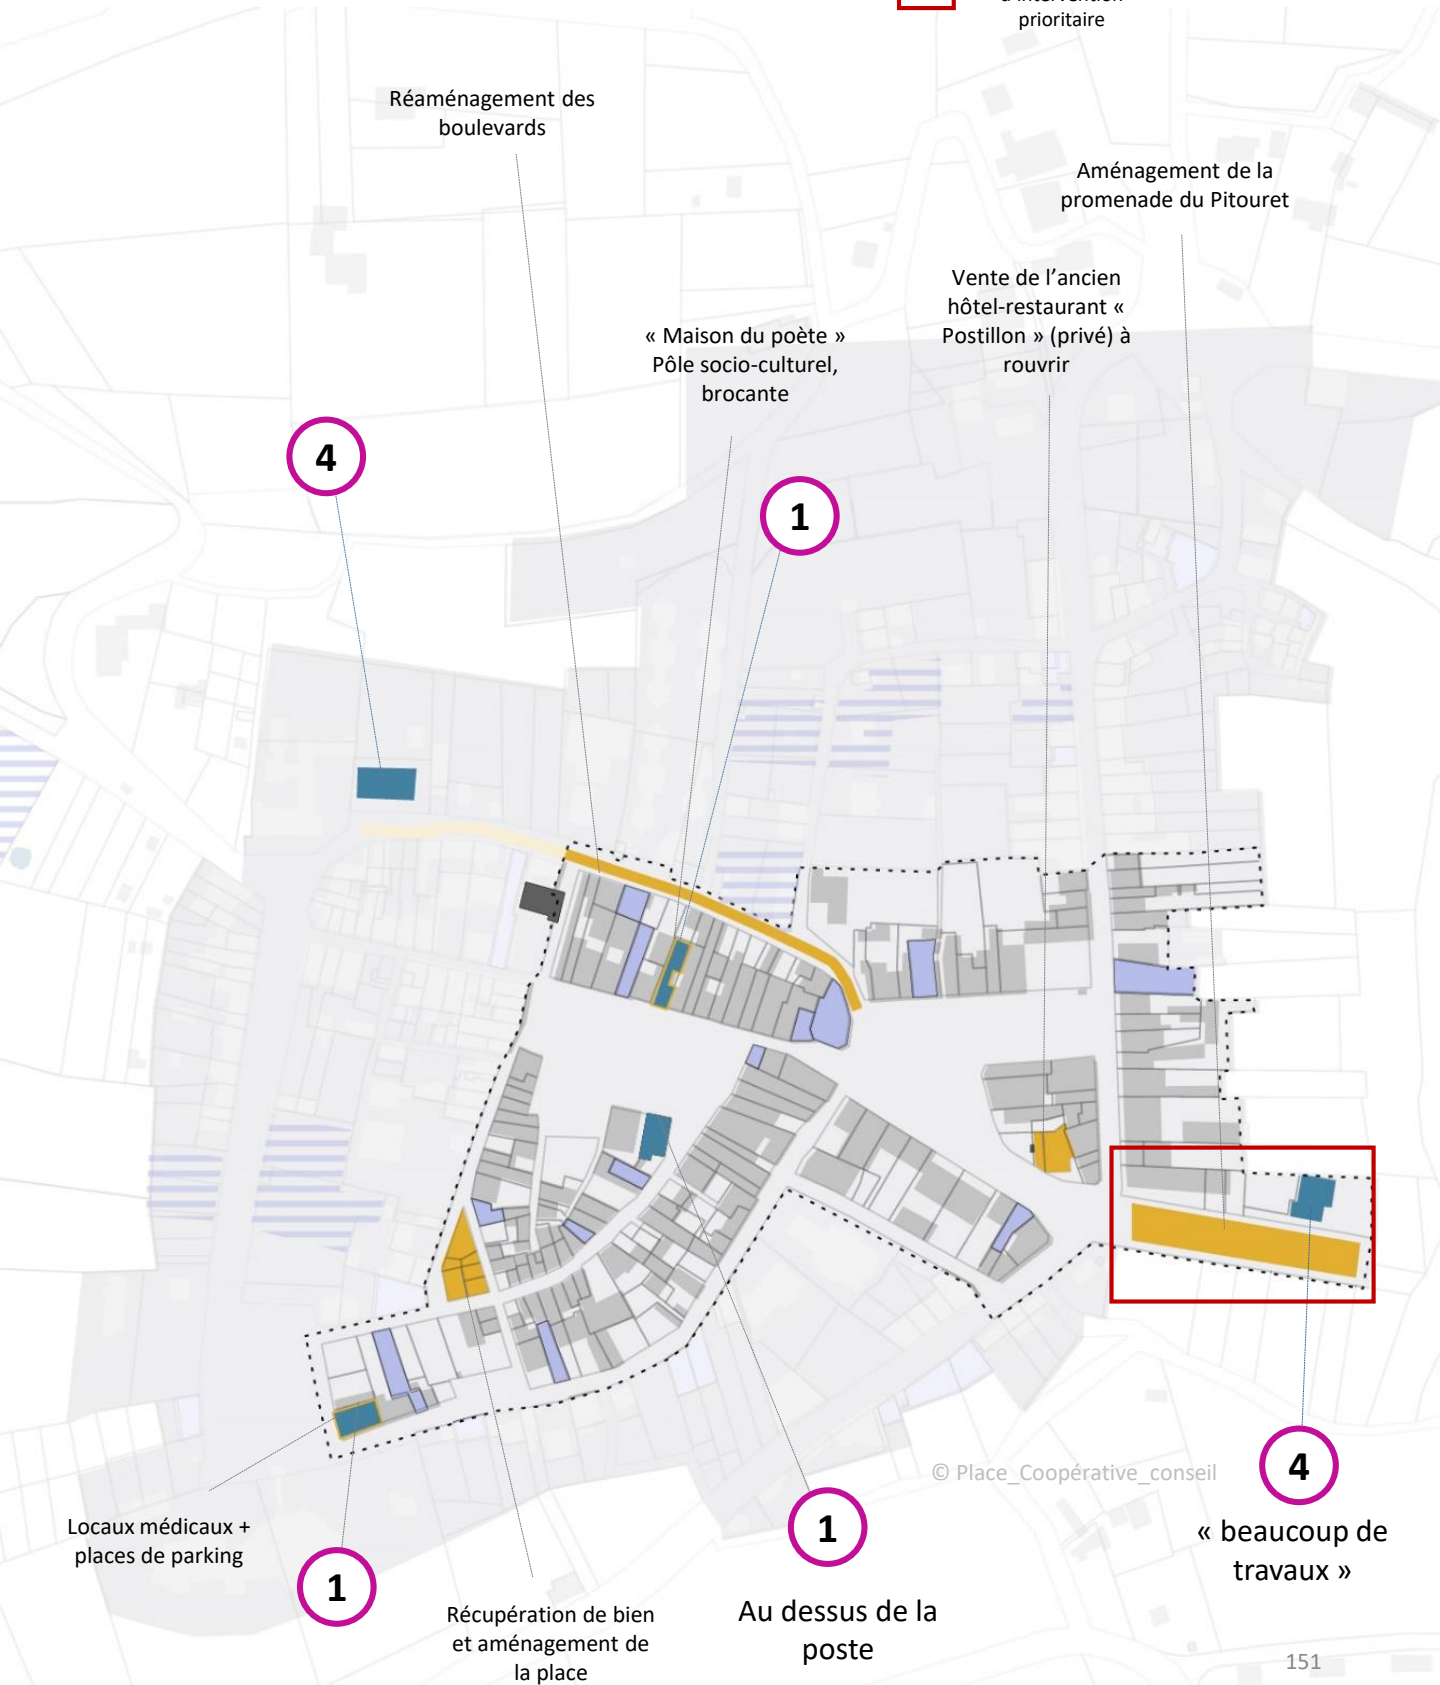 d'intervention
prioritaire
Réaménagement des
boulevards
Aménagement de la
promenade du Pitouret
Vente de l’ancien
hôtel-restaurant «
Postillon » (privé) à
rouvrir
« Maison du poète »
Pôle socio-culturel,
brocante
4
1
© Place_Coopérative_conseil
4
« beaucoup de
travaux »
1
Au dessus de la
poste
Locaux médicaux +
places de parking
1
Récupération de bien
et aménagement de
la place
151